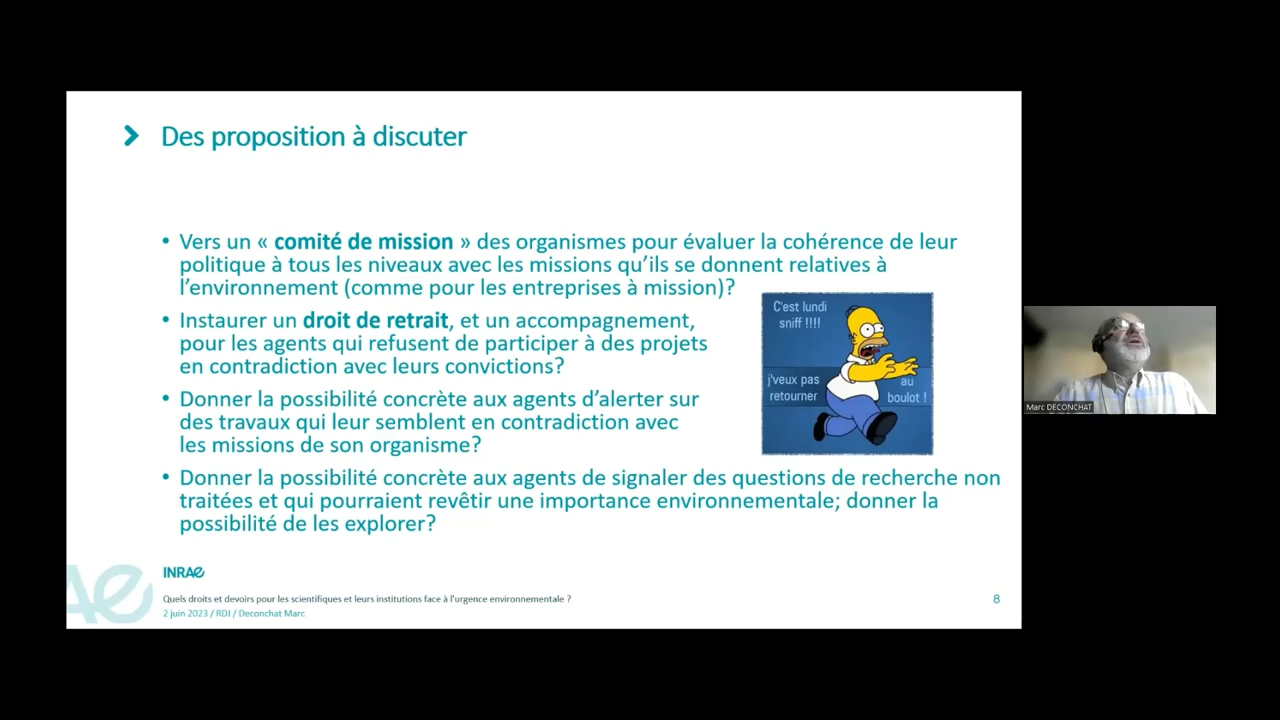 Des proposition à discuter
• Vers un « comité de mission » des organismes pour évaluer la cohérence de leur
politique à tous les niveaux avec les missions qu'ils se donnent relatives à
l'environnement (comme pour les entreprises à mission)?
• Instaurer un droit de retrait, et un accompagnement,
pour les agents qui refusent de participer à des projets
en contradiction avec leurs convictions?
• Donner la possibilité concrète aux agents d'alerter sur
des travaux qui leur semblent en contradiction avec
les missions de son organisme?
C'est lundi
sniff !!!!
j'veux pas
retourner
au
boulot !
• Donner la possibilité concrète aux agents de signaler des questions de recherche non
traitées et qui pourraient revêtir une importance environnementale; donner la
possibilité de les explorer?
INRAE
Quels droits et devoirs pour les scientifiques et leurs institutions face à l'urgence environnementale ?
2 juin 2023 / RDJ / Deconchat Marc
8
Marc DECONCHAT